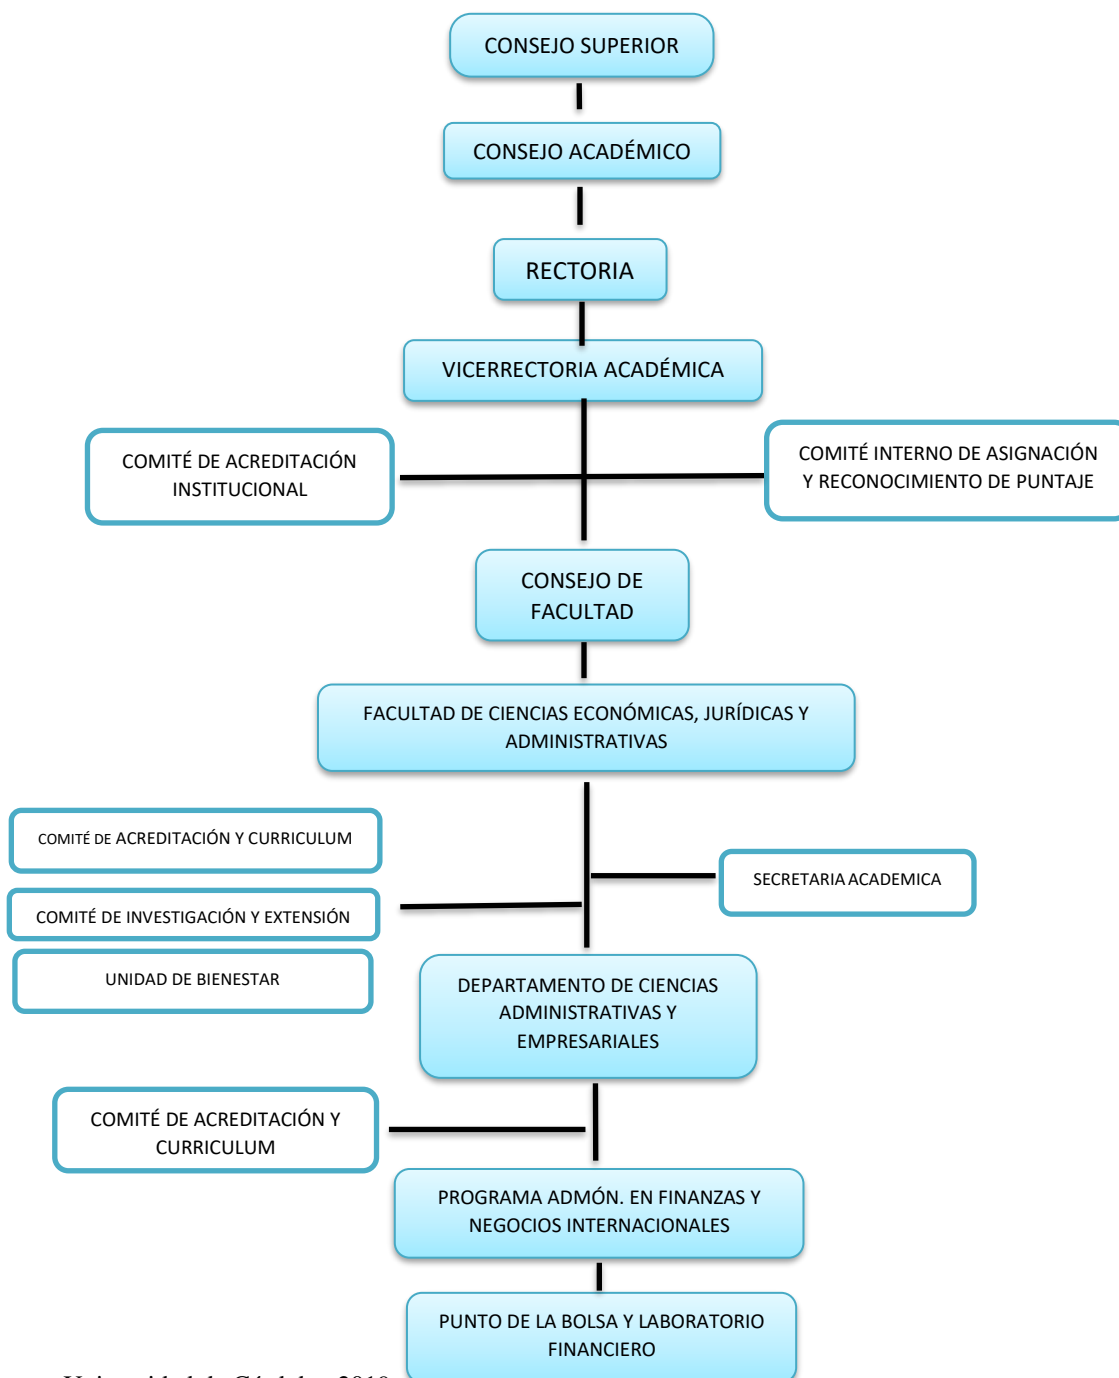 CONSEJO SUPERIOR
CONSEJO ACADÉMICO
RECTORIA
VICERRECTORIA ACADÉMICA
COMITÉ DE ACREDITACIÓN
INSTITUCIONAL
COMITÉ INTERNO DE ASIGNACIÓN
Y RECONOCIMIENTO DE PUNTAJE
CONSEJO DE
FACULTAD
FACULTAD DE CIENCIAS ECONÓMICAS, JURÍDICAS Y
ADMINISTRATIVAS
COMITÉ DE ACREDITACIÓN Y CURRICULUM
SECRETARIA ACADEMICA
COMITÉ DE INVESTIGACIÓN Y EXTENSIÓN
UNIDAD DE BIENESTAR
DEPARTAMENTO DE CIENCIAS
ADMINISTRATIVAS Y
EMPRESARIALES
COMITÉ DE ACREDITACIÓN Y
CURRICULUM
PROGRAMA ADMÓN. EN FINANZAS Y
NEGOCIOS INTERNACIONALES
PUNTO DE LA BOLSA Y LABORATORIO
FINANCIERO